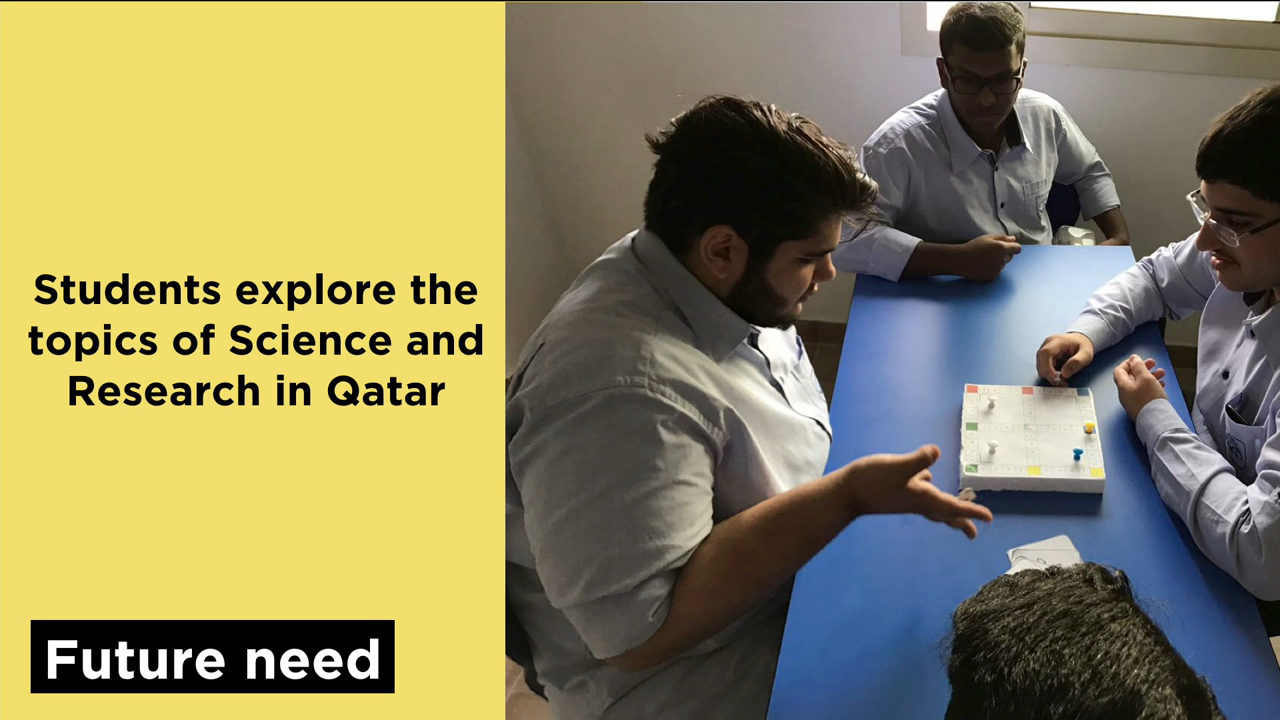 Students explore the
topics of Science and
Research in Qatar
Future need